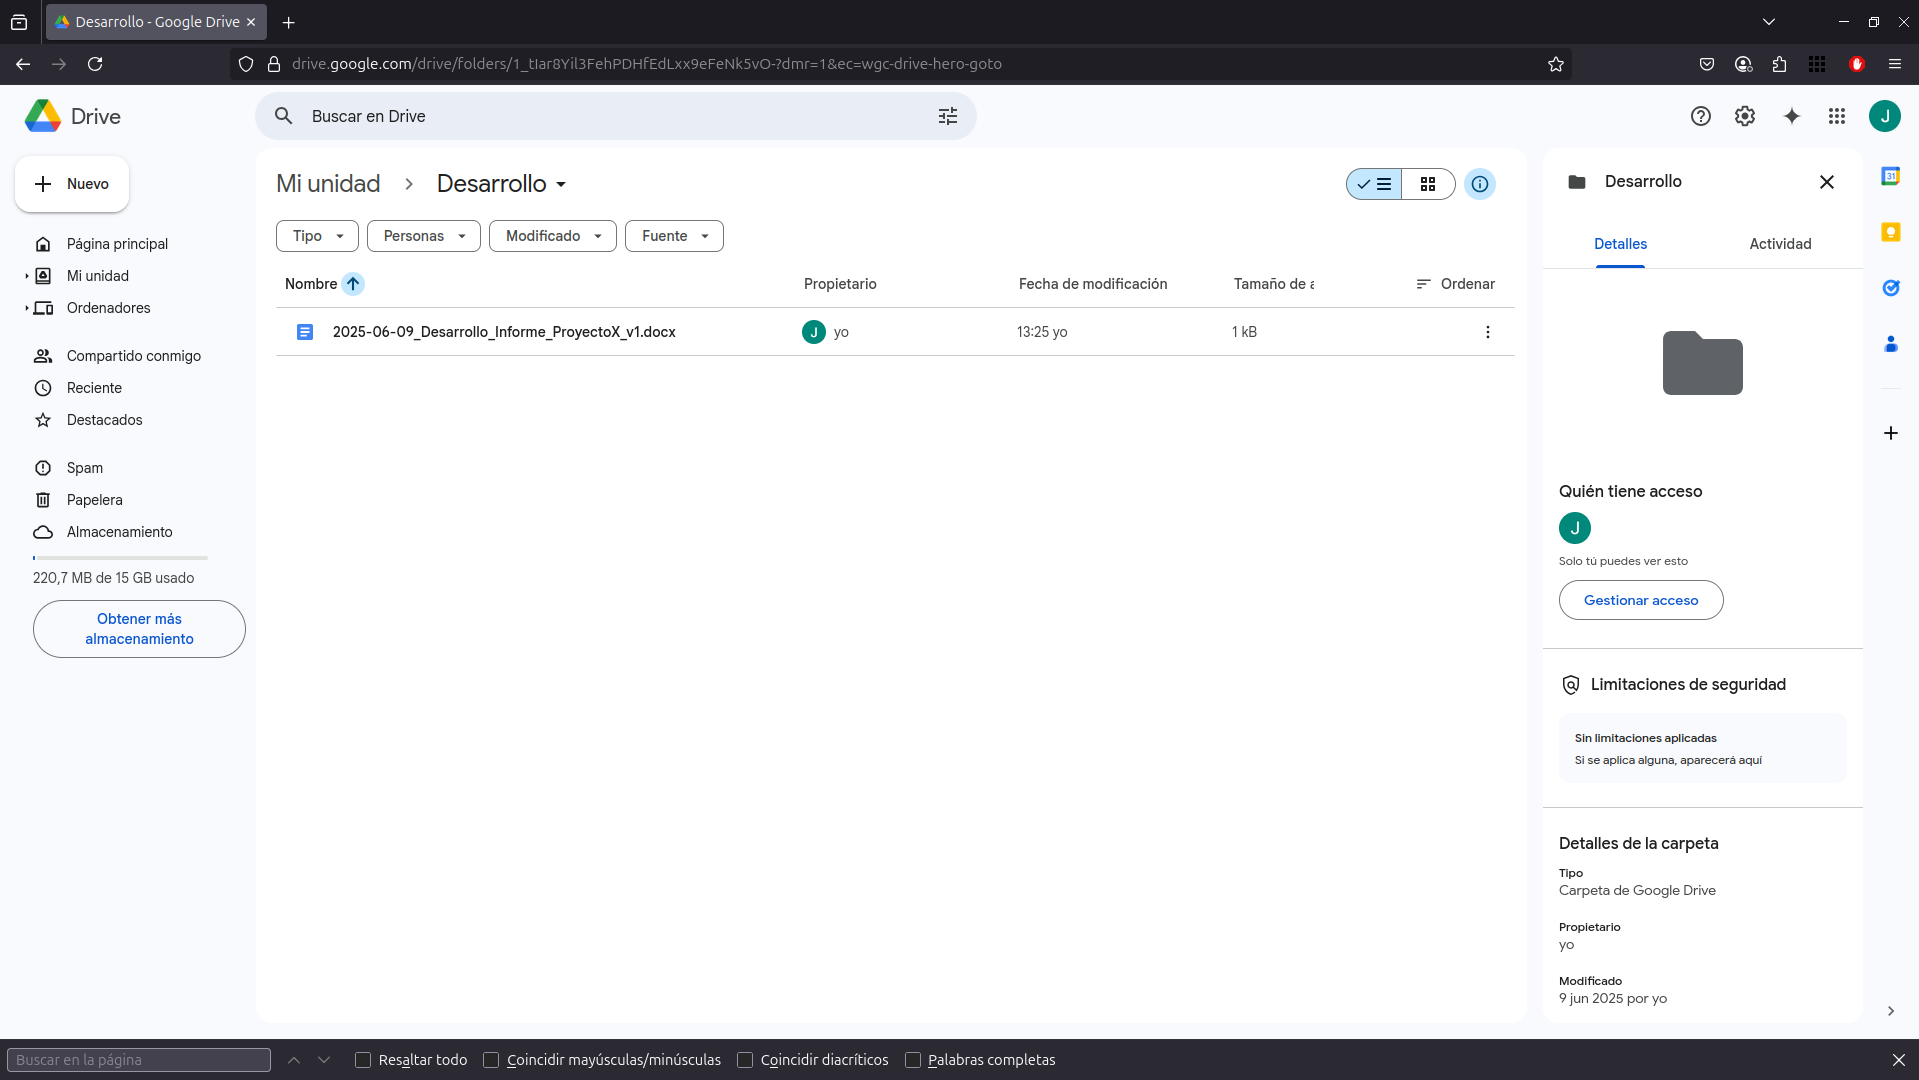 Desarrollo - Google Drive
drive.google.com/drive/folders/1_tIar8Yil3FehPDHfEdLxx9eFeNk5vO-?dmr=1&ec=wgc-drive-hero-goto
Drive
Buscar en Drive
J
Nuevo
Página principal
Mi unidad
Ordenadores
Compartido conmigo
Reciente
Destacados
Spam
Papelera
Almacenamiento
220,7 MB de 15 GB usado
Obtener más
almacenamiento
Mi unidad > Desarrollo
Tipo Personas Modificado Fuente
Nombre Propietario Fecha de modificación Tamaño de a Ordenar
2025-06-09_Desarrollo_Informe_ProyectoX_v1.docx J yo 13:25 yo 1 kB
Desarrollo
Detalles Actividad
Quién tiene acceso
J
Solo tú puedes ver esto
Gestionar acceso
Limitaciones de seguridad
Sin limitaciones aplicadas
Si se aplica alguna, aparecerá aquí
Detalles de la carpeta
Tipo
Carpeta de Google Drive
Propietario
yo
Modificado
9 jun 2025 por yo
31
Buscar en la página Resaltar todo Coincidir mayúsculas/minúsculas Coincidir diacríticos Palabras completas